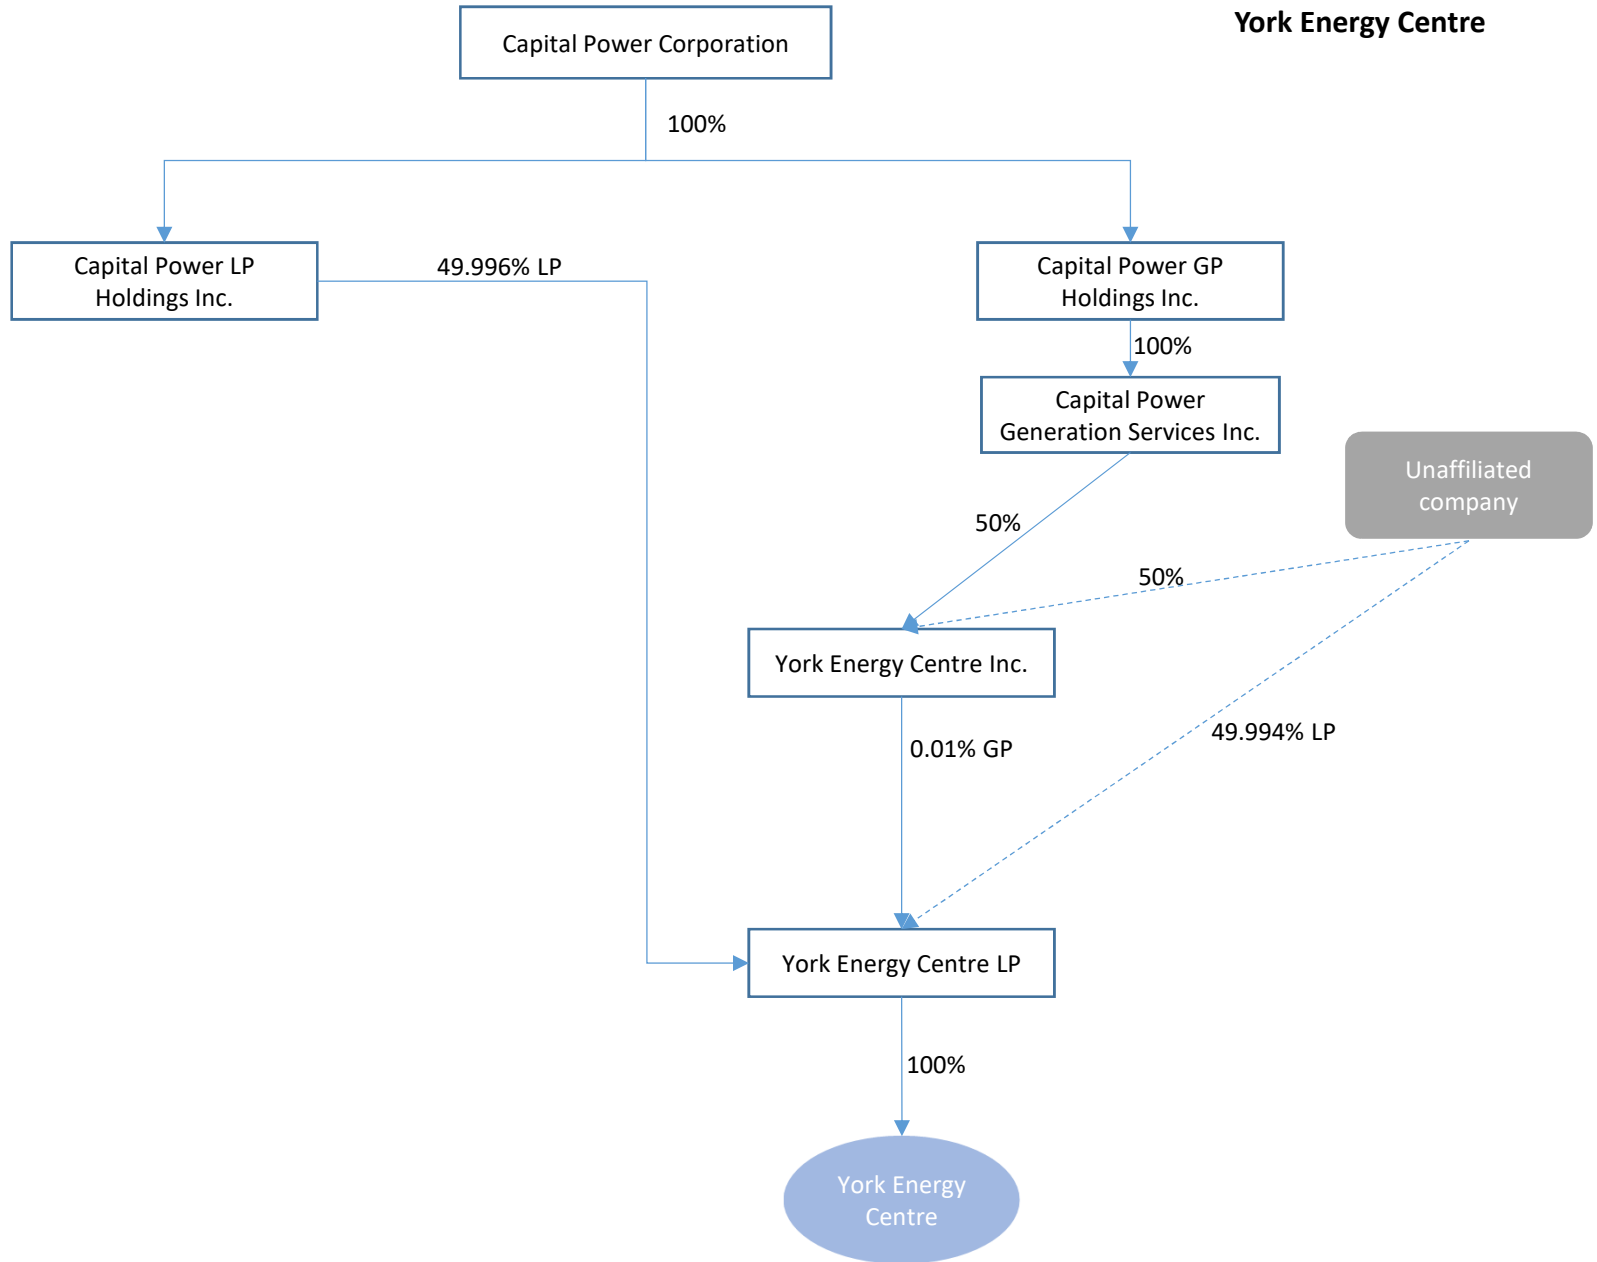 York Energy Centre
Capital Power Corporation
100%
Capital Power LP
Holdings Inc.
49.996% LP
Capital Power GP
Holdings Inc.
100%
Capital Power
Generation Services Inc.
Unaffiliated
company
50%
50%
York Energy Centre Inc.
0.01% GP
49.994% LP
York Energy Centre LP
100%
York Energy
Centre